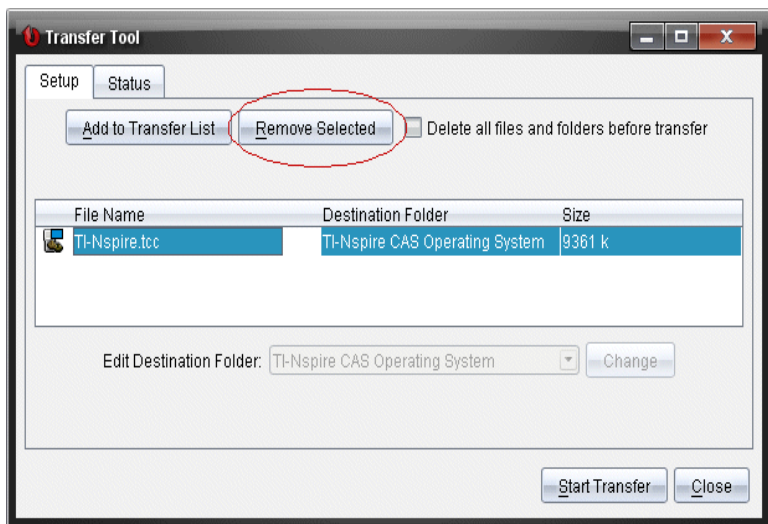 Transfer Tool
Setup Status
Add to Transfer List Remove Selected Delete all files and folders before transfer
File Name Destination Folder Size
TI-Nspire.tcc TI-Nspire CAS Operating System 9361 k
Edit Destination Folder: TI-Nspire CAS Operating System Change
Start Transfer Close